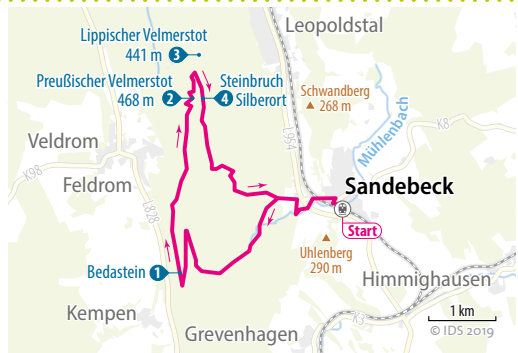 Lippischer Velmerstot
441 m 3
Leopoldstal
Preußischer Velmerstot
468 m 2
4 Steinbruch
Silberort
Schwandberg
268 m
L954
K8
Mühlenbach
Veldrom
K98
Feldrom
L828
Sandebeck
Start
Uhlenberg
290 m
Bedastein 1
Himmighausen
Kempen
Grevenhagen
K3
1 km
© IDS 2019